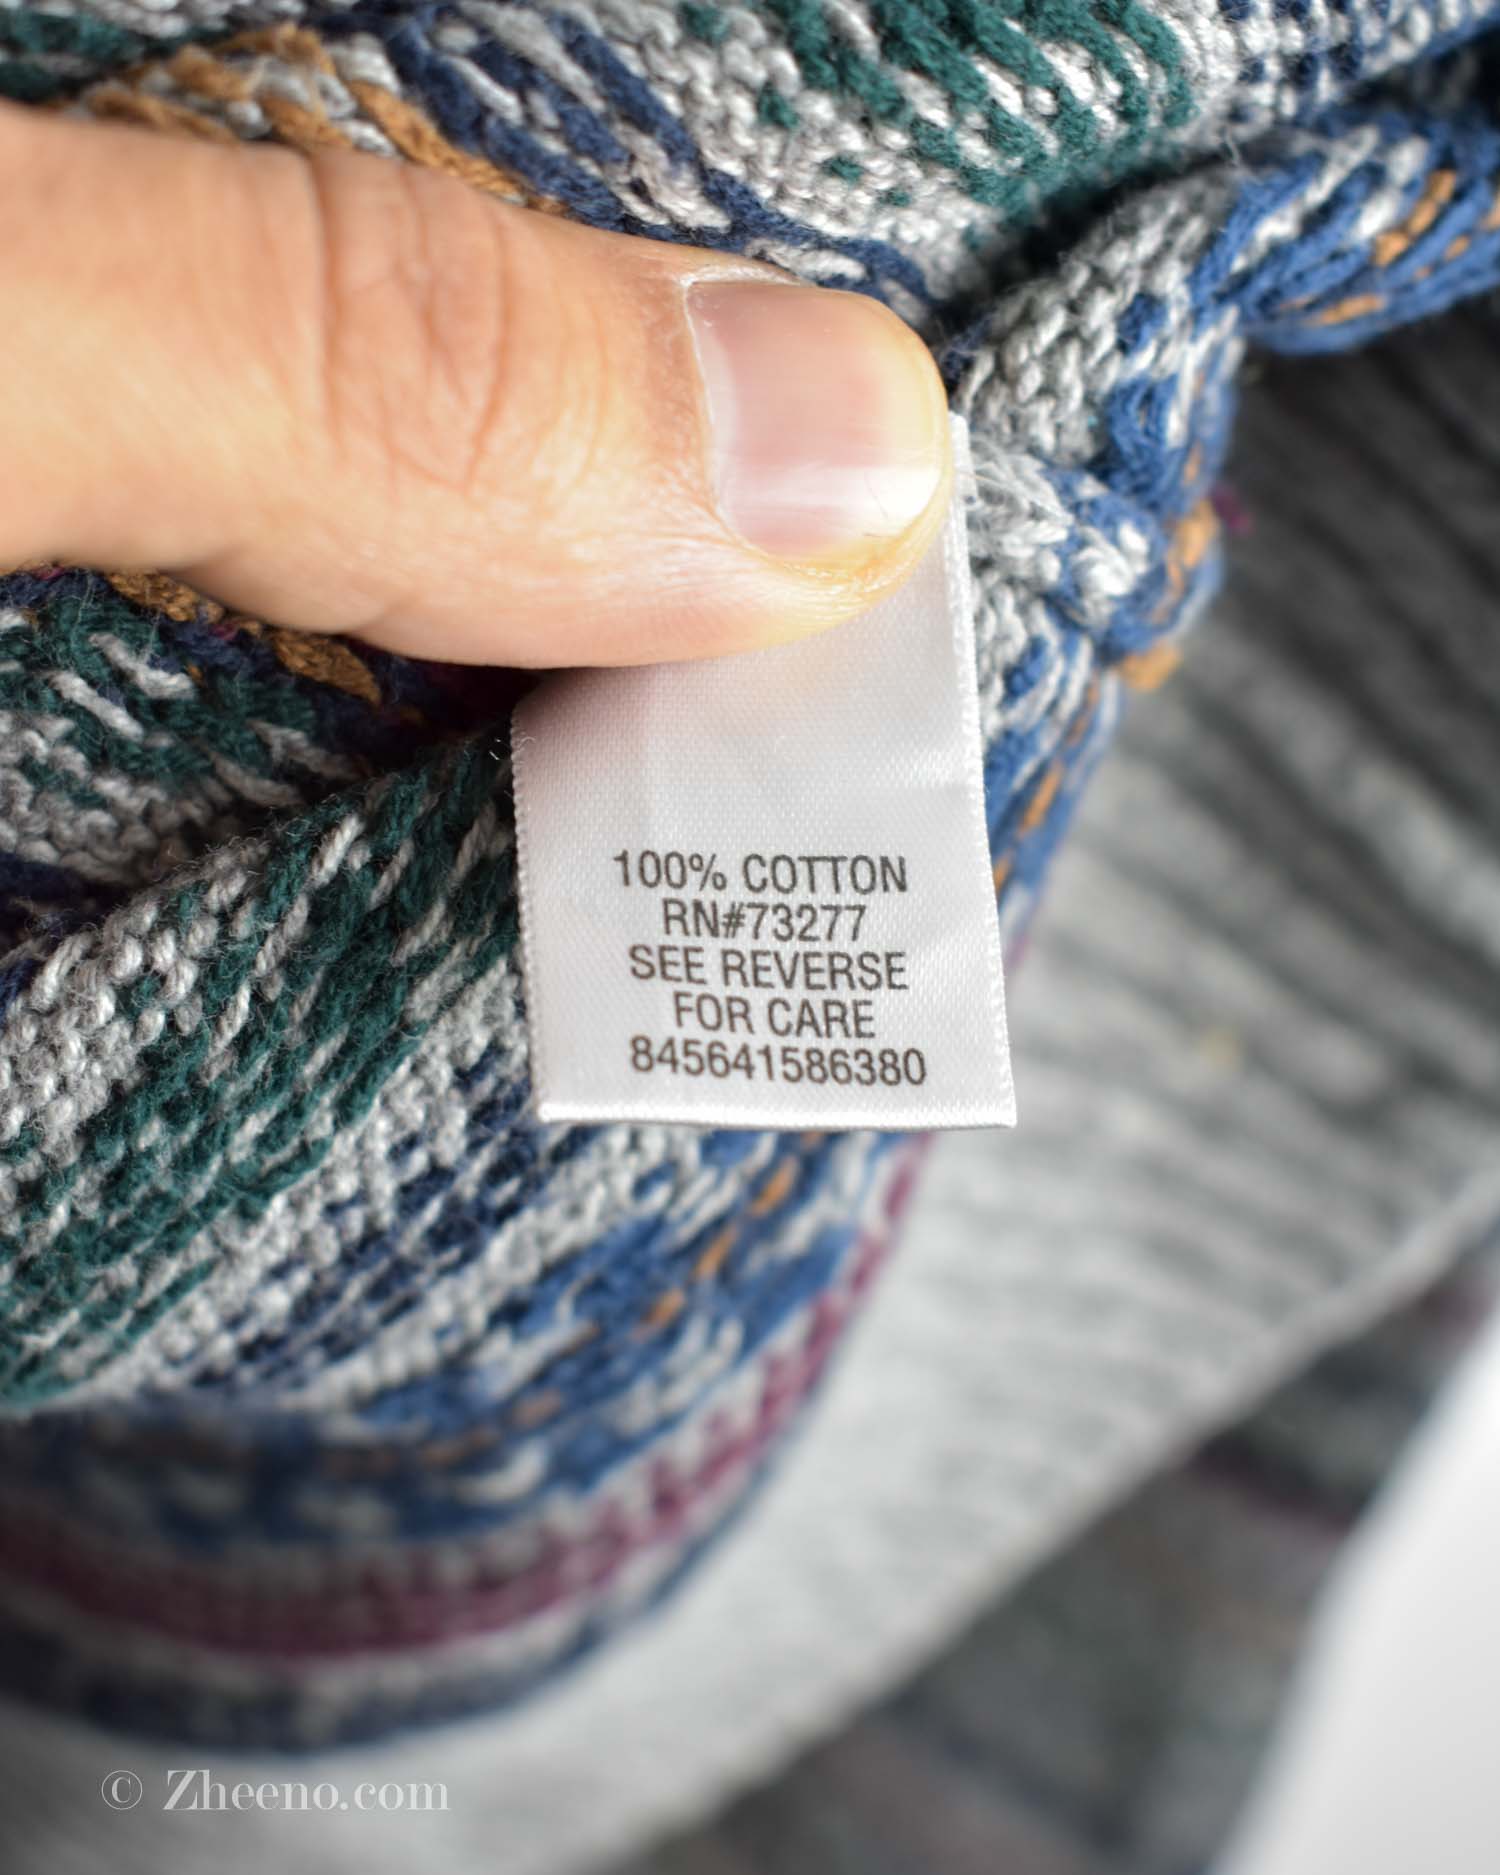 100% COTTON
RN#73277
SEE REVERSE
FOR CARE
845641586380
© Zheeno.com